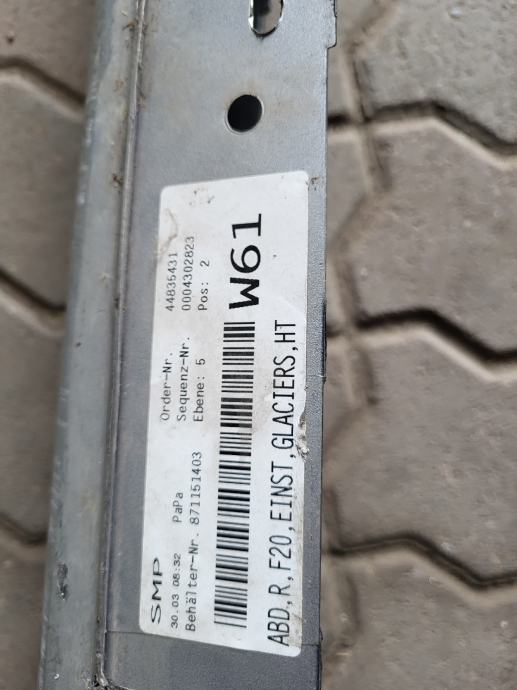 SMP
30.03 08:32 PaPa Order-Nr. 44835431
Behälter-Nr. 871151403 Sequenz-Nr. 0004302823
Ebene: 5 Pos: 2
W61
ABD,R,F20,EINST,GLACIERS,HT